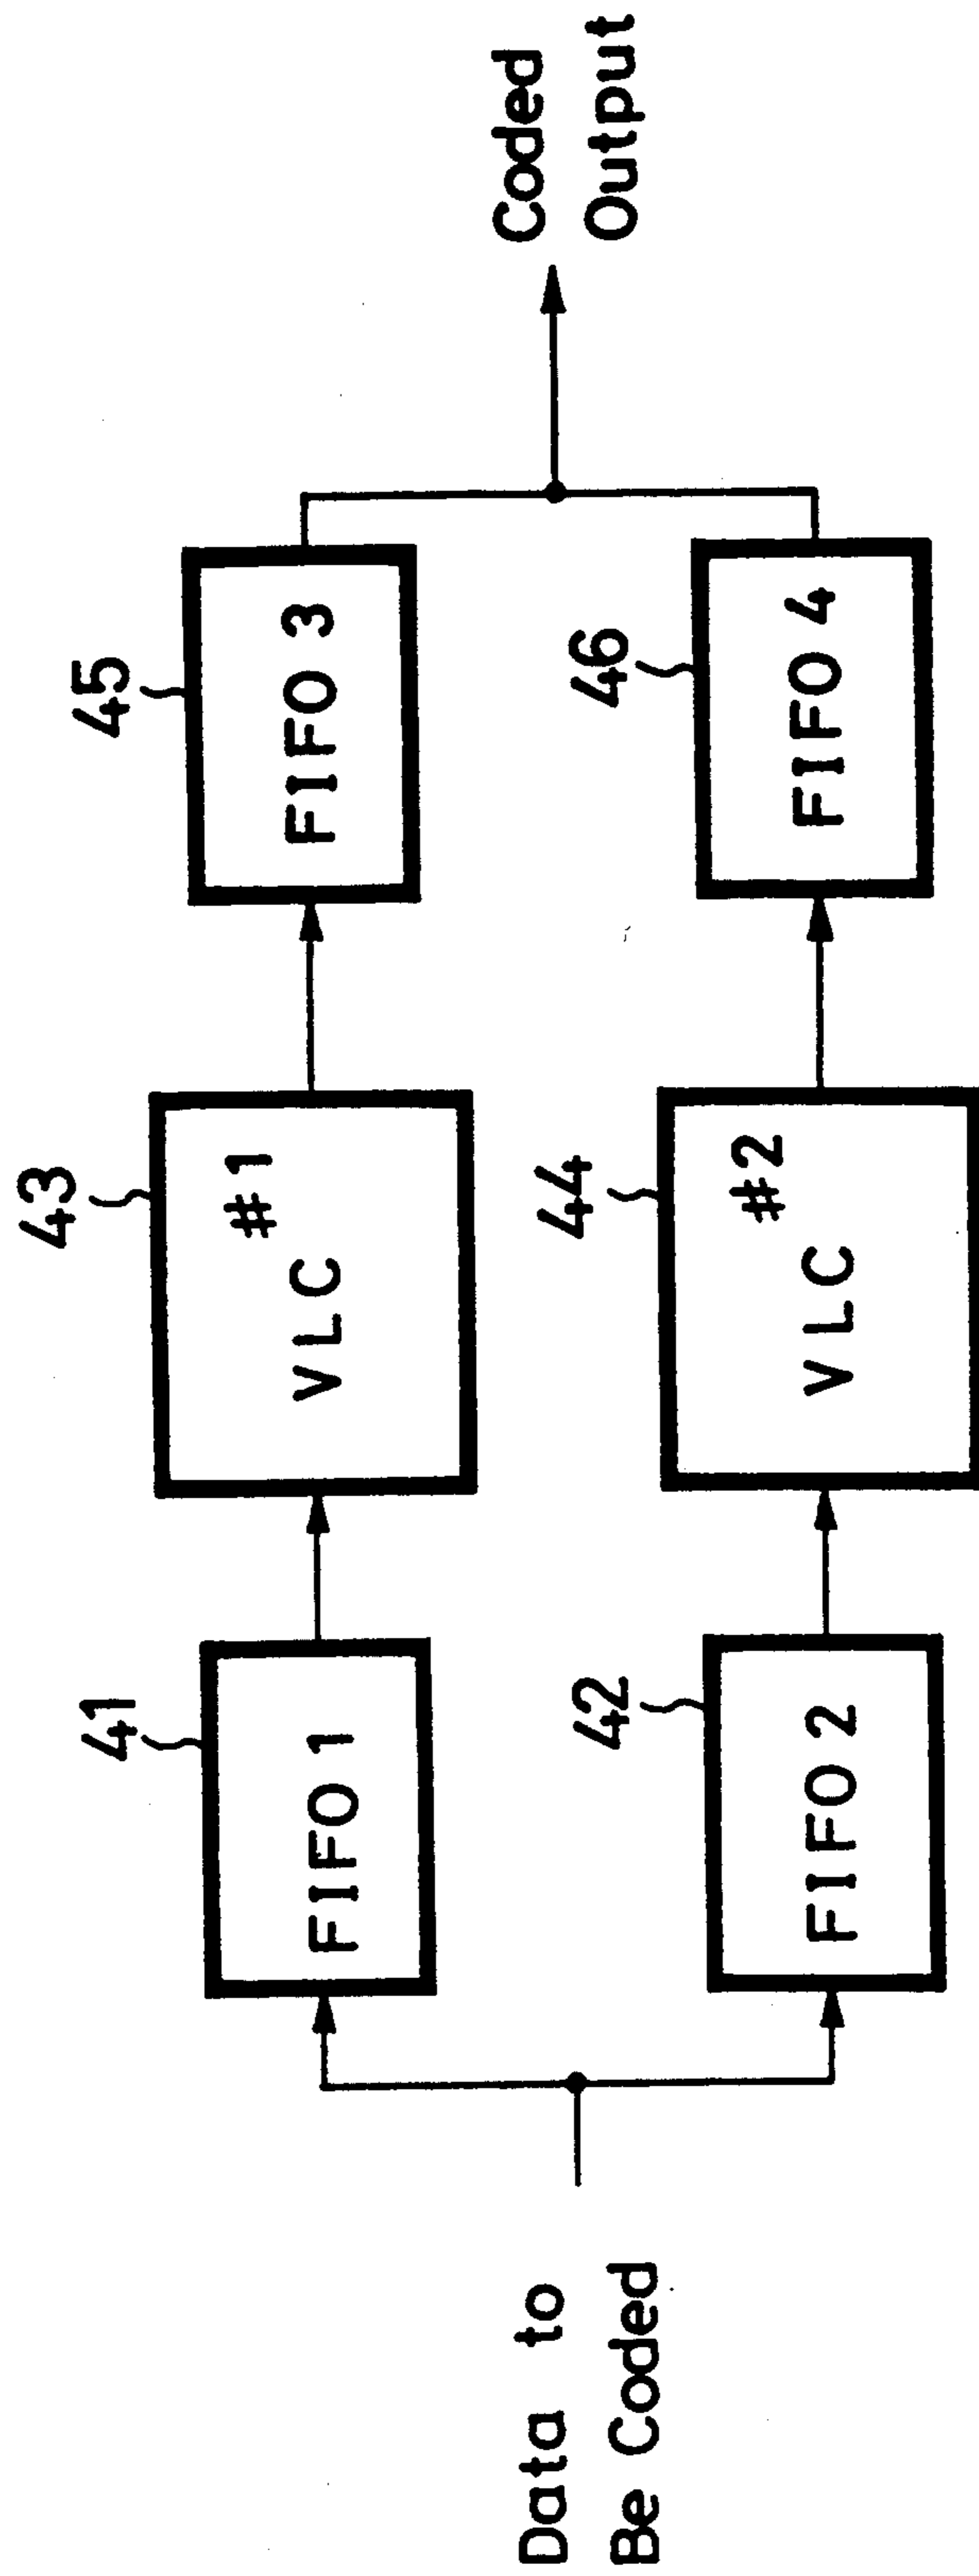 Data to
Be Coded
41
FIFO 1
43
#1
VLC
45
FIFO 3
42
FIFO 2
44
#2
VLC
46
FIFO 4
Coded
Output